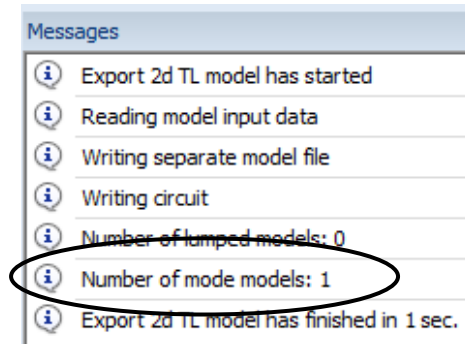 Messages
Export 2d TL model has started
Reading model input data
Writing separate model file
Writing circuit
Number of lumped models: 0
Number of mode models: 1
Export 2d TL model has finished in 1 sec.